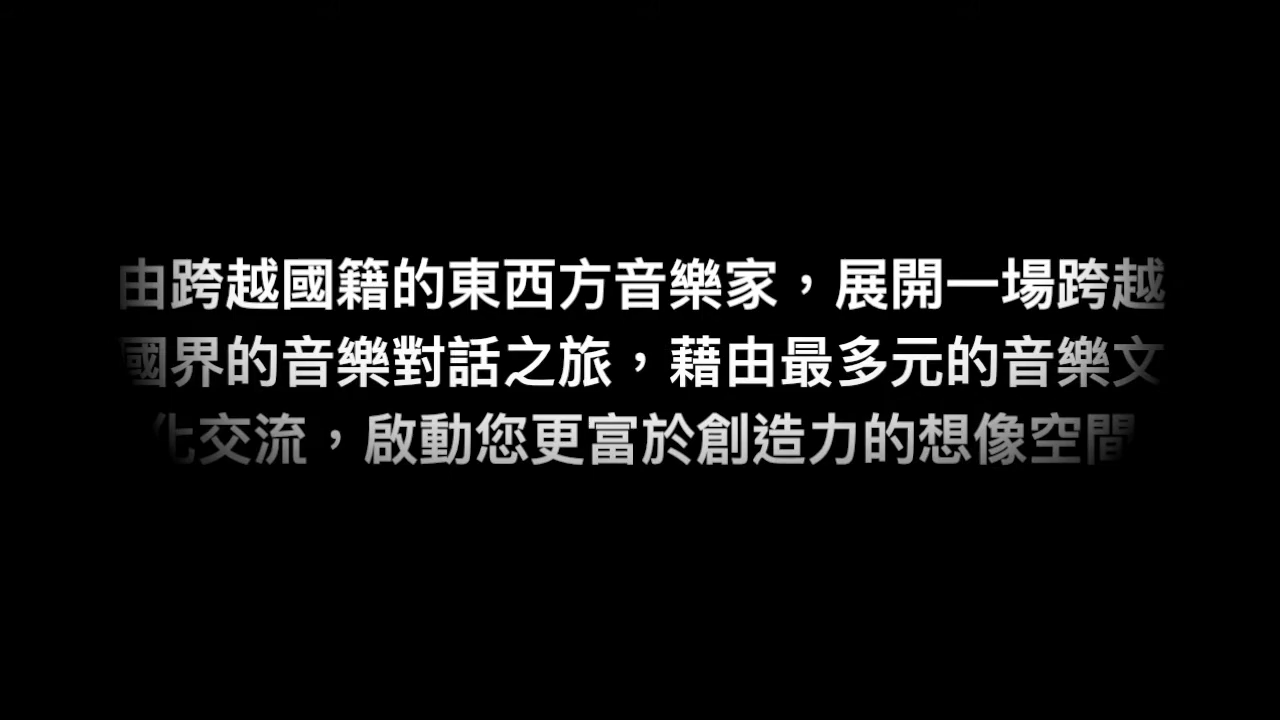 由跨越國籍的東西方音樂家，展開一場跨越
國界的音樂對話之旅，藉由最多元的音樂文
化交流，啟動您更富於創造力的想像空間